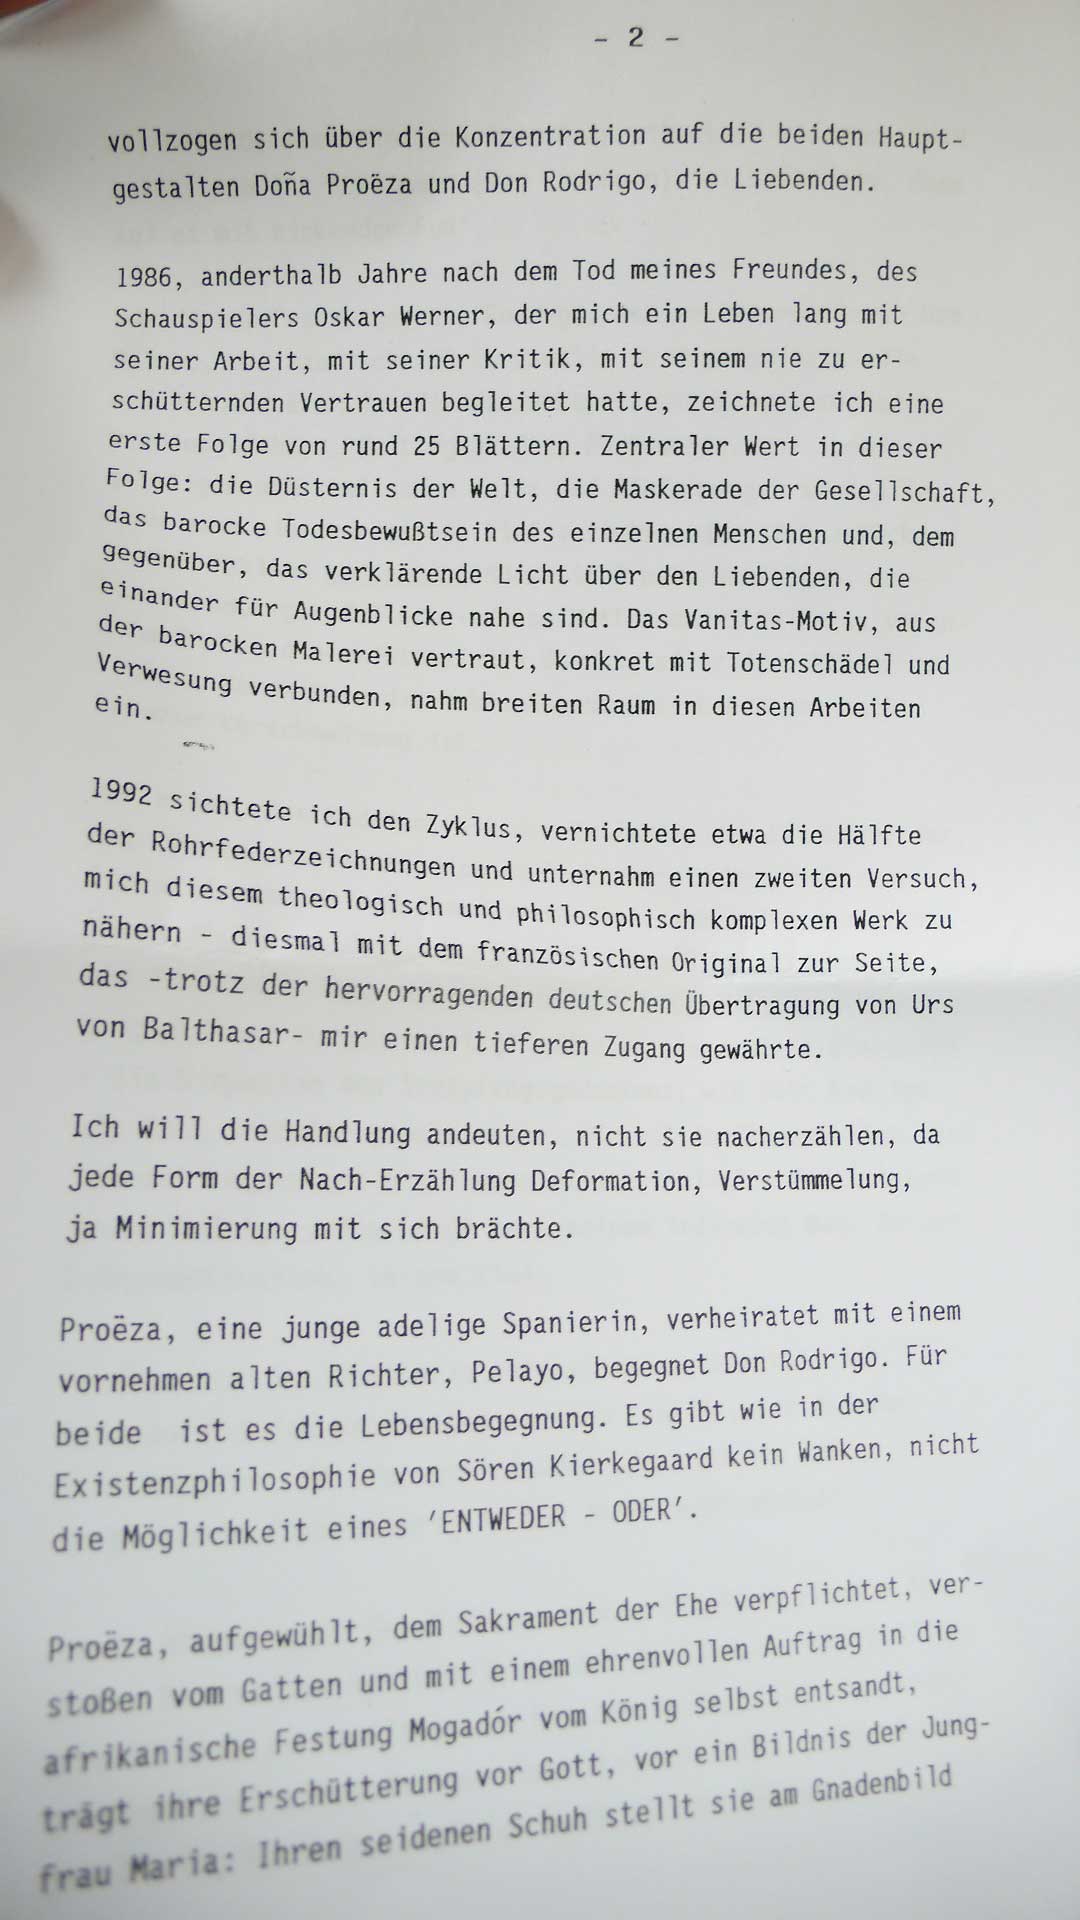 - 2 -
vollzogen sich über die Konzentration auf die beiden Haupt-
gestalten Doña Proëza und Don Rodrigo, die Liebenden.
1986, anderthalb Jahre nach dem Tod meines Freundes, des
Schauspielers Oskar Werner, der mich ein Leben lang mit
seiner Arbeit, mit seiner Kritik, mit seinem nie zu er-
schütternden Vertrauen begleitet hatte, zeichnete ich eine
erste Folge von rund 25 Blättern. Zentraler Wert in dieser
Folge: die Düsternis der Welt, die Maskerade der Gesellschaft,
das barocke Todesbewußtsein des einzelnen Menschen und, dem
gegenüber, das verklärende Licht über den Liebenden, die
einander für Augenblicke nahe sind. Das Vanitas-Motiv, aus
der barocken Malerei vertraut, konkret mit Totenschädel und
Verwesung verbunden, nahm breiten Raum in diesen Arbeiten
ein.
1992 sichtete ich den Zyklus, vernichtete etwa die Hälfte
der Rohrfederzeichnungen und unternahm einen zweiten Versuch,
mich diesem theologisch und philosophisch komplexen Werk zu
nähern - diesmal mit dem französischen Original zur Seite,
das -trotz der hervorragenden deutschen Übertragung von Urs
von Balthasar- mir einen tieferen Zugang gewährte.
Ich will die Handlung andeuten, nicht sie nacherzählen, da
jede Form der Nach-Erzählung Deformation, Verstümmelung,
ja Minimierung mit sich brächte.
Proëza, eine junge adelige Spanierin, verheiratet mit einem
vornehmen alten Richter, Pelayo, begegnet Don Rodrigo. Für
beide  ist es die Lebensbegegnung. Es gibt wie in der
Existenzphilosophie von Sören Kierkegaard kein Wanken, nicht
die Möglichkeit eines 'ENTWEDER - ODER'.
Proëza, aufgewühlt, dem Sakrament der Ehe verpflichtet, ver-
stoßen vom Gatten und mit einem ehrenvollen Auftrag in die
afrikanische Festung Mogadór vom König selbst entsandt,
trägt ihre Erschütterung vor Gott, vor ein Bildnis der Jung-
frau Maria: Ihren seidenen Schuh stellt sie am Gnadenbild